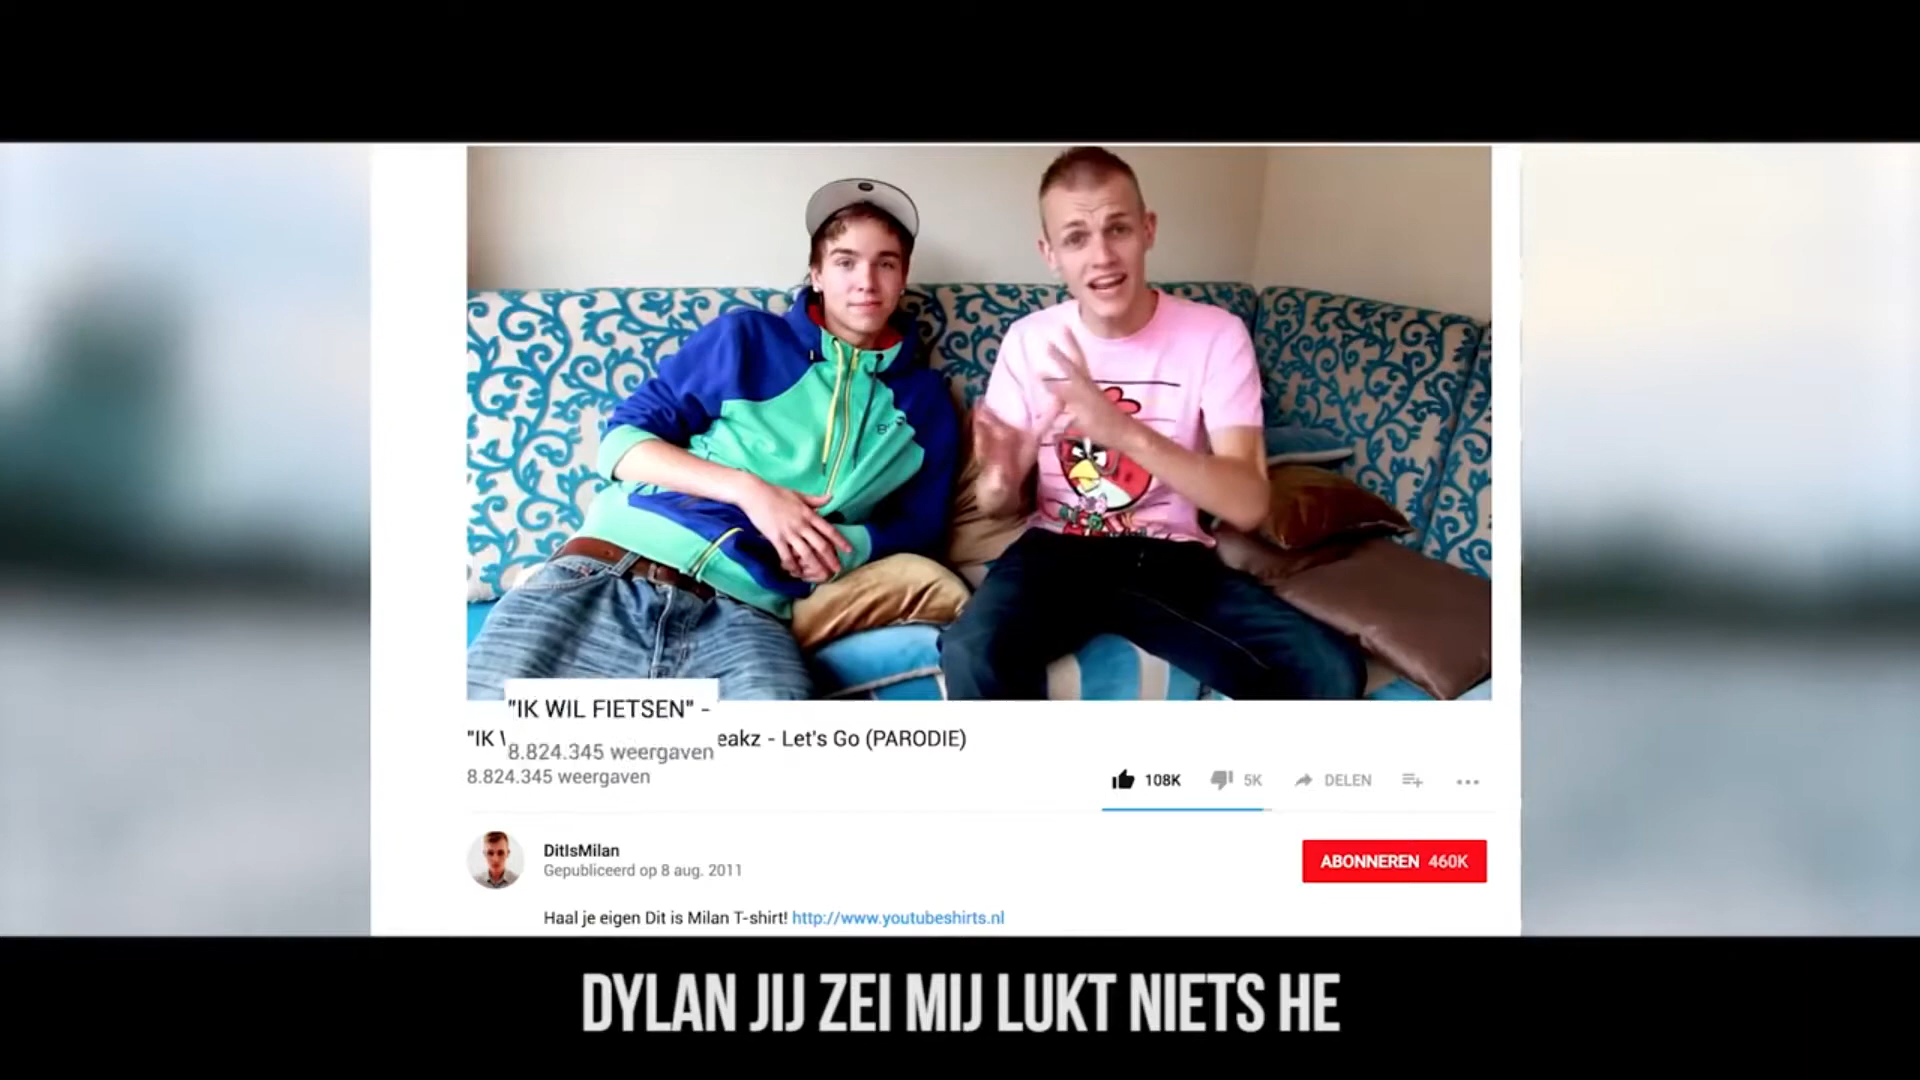 "IK WIL FIETSEN" -
"IK
eakz - Let's Go (PARODIE)
8.824.345 weergaven
8.824.345 weergaven
108K
5K
DELEN
DitIsMilan
Gepubliceerd op 8 aug. 2011
ABONNEREN 460K
Haal je eigen Dit is Milan T-shirt! http://www.youtubeshirts.nl
DYLAN JIJ ZEI MIJ LUKT NIETS HE